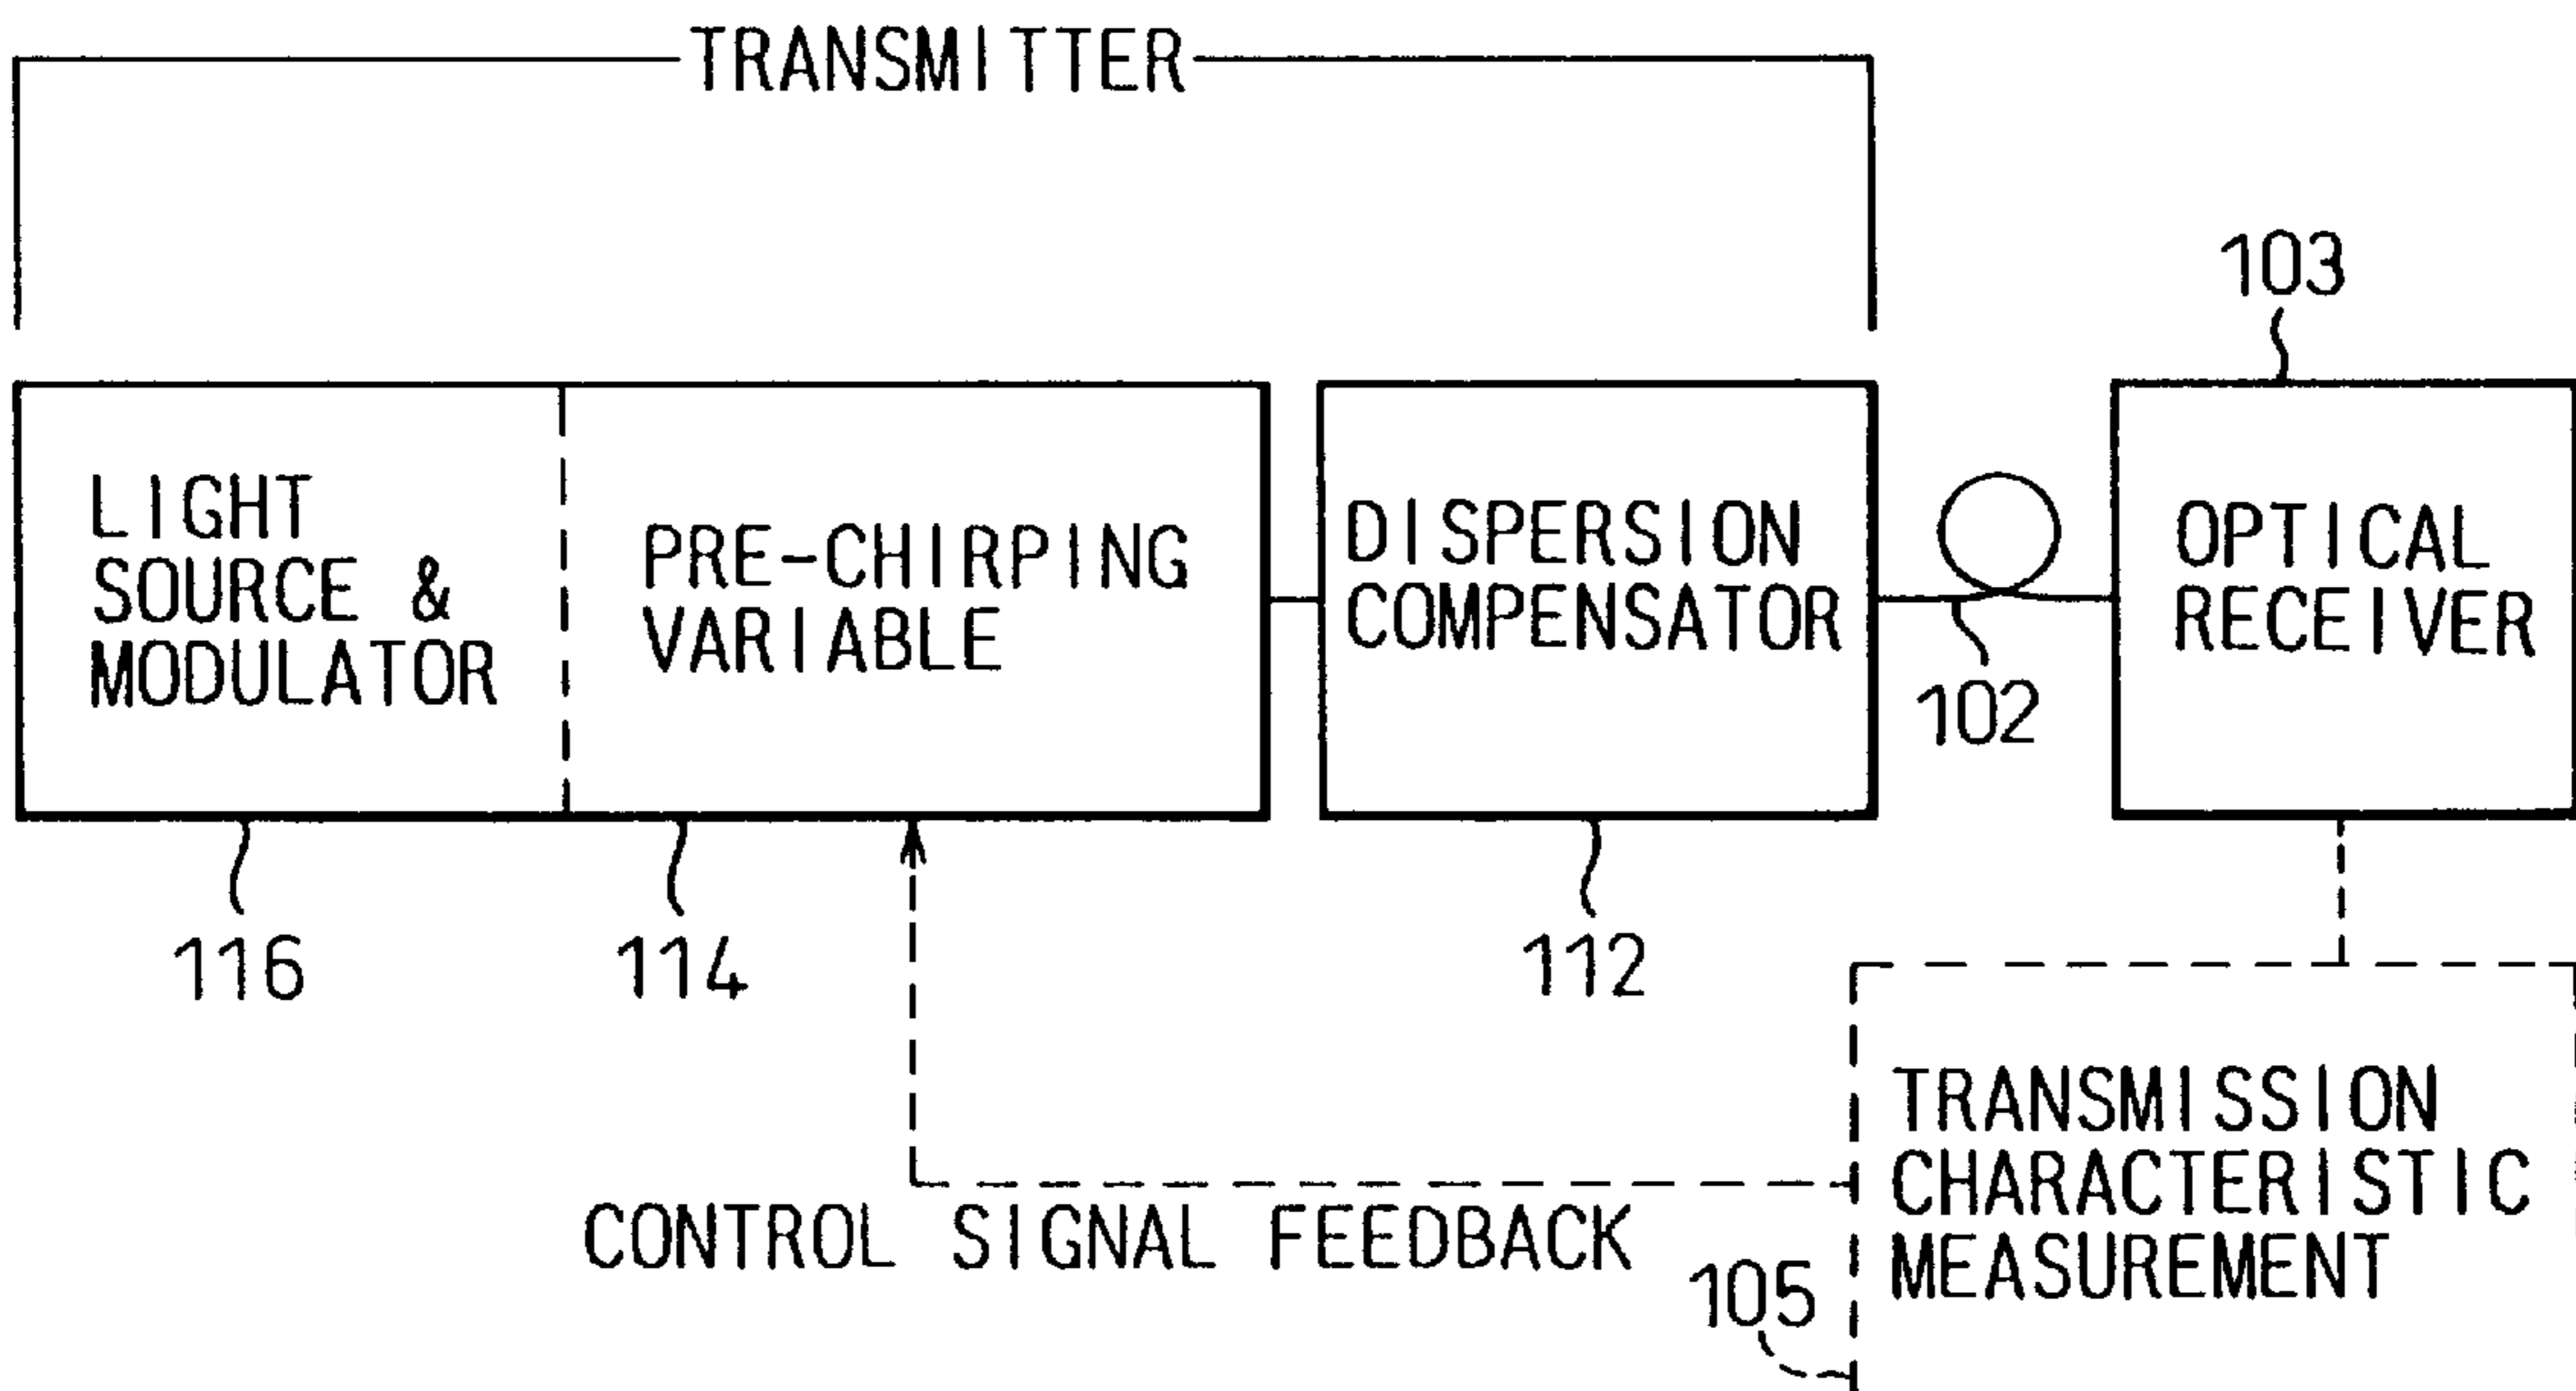 TRANSMITTER
103
LIGHT
SOURCE &
MODULATOR
PRE-CHIRPING
VARIABLE
DISPERSION
COMPENSATOR
OPTICAL
RECEIVER
102
116
114
112
TRANSMISSION
CHARACTERISTIC
MEASUREMENT
CONTROL SIGNAL FEEDBACK
105